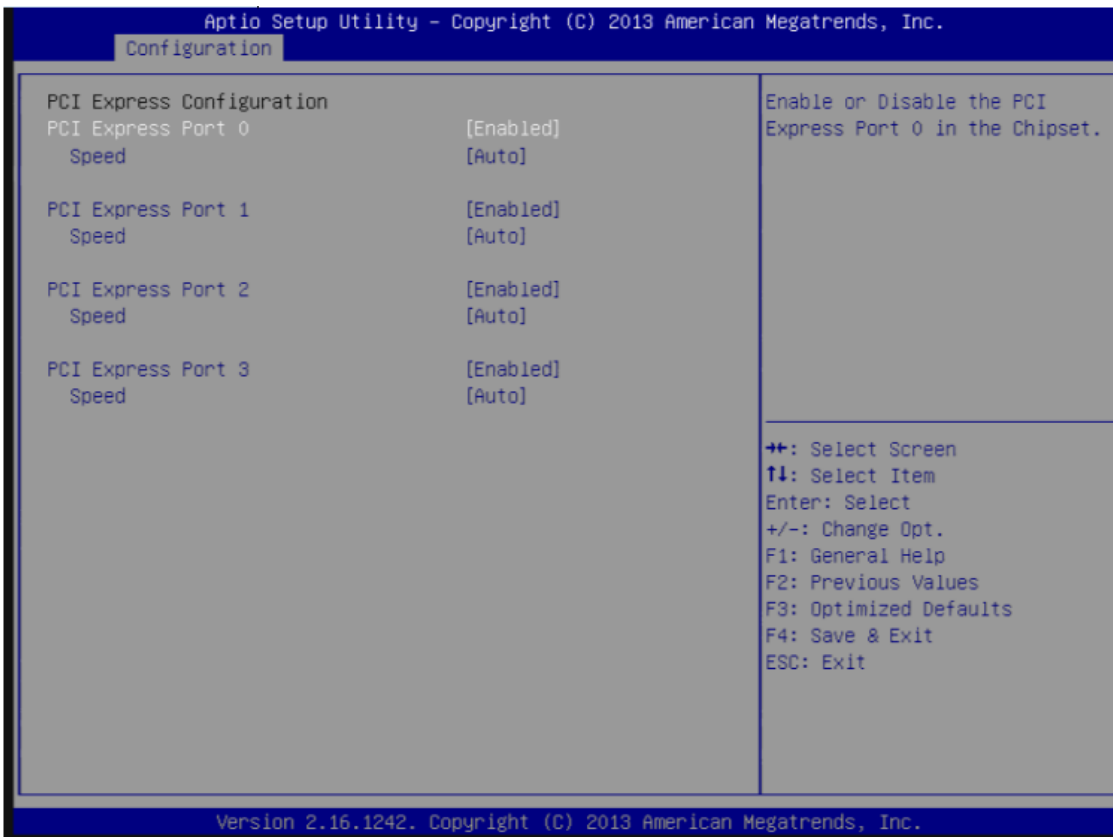 Aptio Setup Utility – Copyright (C) 2013 American Megatrends, Inc.
Configuration
PCI Express Configuration
PCI Express Port 0 [Enabled]
Speed [Auto]
PCI Express Port 1 [Enabled]
Speed [Auto]
PCI Express Port 2 [Enabled]
Speed [Auto]
PCI Express Port 3 [Enabled]
Speed [Auto]
Enable or Disable the PCI
Express Port 0 in the Chipset.
→←: Select Screen
↑↓: Select Item
Enter: Select
+/-: Change Opt.
F1: General Help
F2: Previous Values
F3: Optimized Defaults
F4: Save & Exit
ESC: Exit
Version 2.16.1242. Copyright (C) 2013 American Megatrends, Inc.